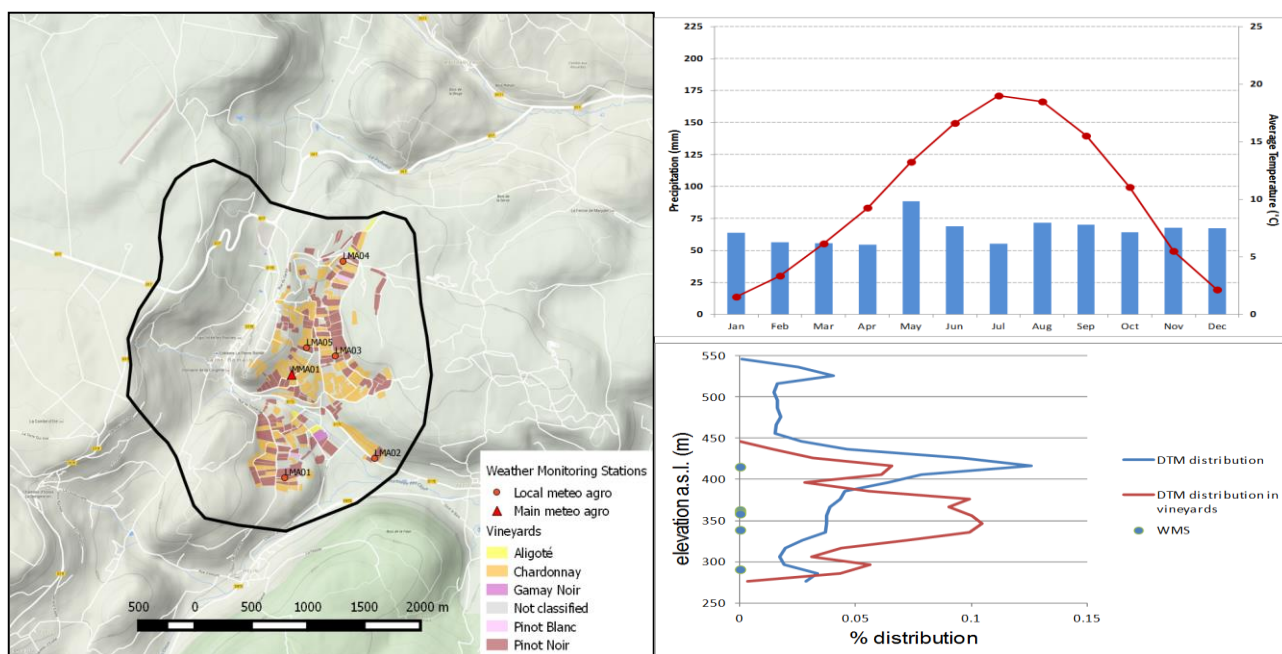 LMA04
LMA05
LMA03
MMA01
LMA02
LMA01
Weather Monitoring Stations
Local meteo agro
Main meteo agro
Vineyards
Aligoté
Chardonnay
Gamay Noir
Not classified
Pinot Blanc
Pinot Noir
500 0 500 1000 1500 2000 m
225
200
175
150
125
100
75
50
25
0
Precipitation (mm)
25
20
15
10
5
0
Average Temperature (°C)
Jan Feb Mar Apr May Jun Jul Aug Sep Oct Nov Dec
550
500
450
400
350
300
250
elevation a.s.l. (m)
DTM distribution
DTM distribution in
vineyards
WMS
0 0.05 0.1 0.15
% distribution